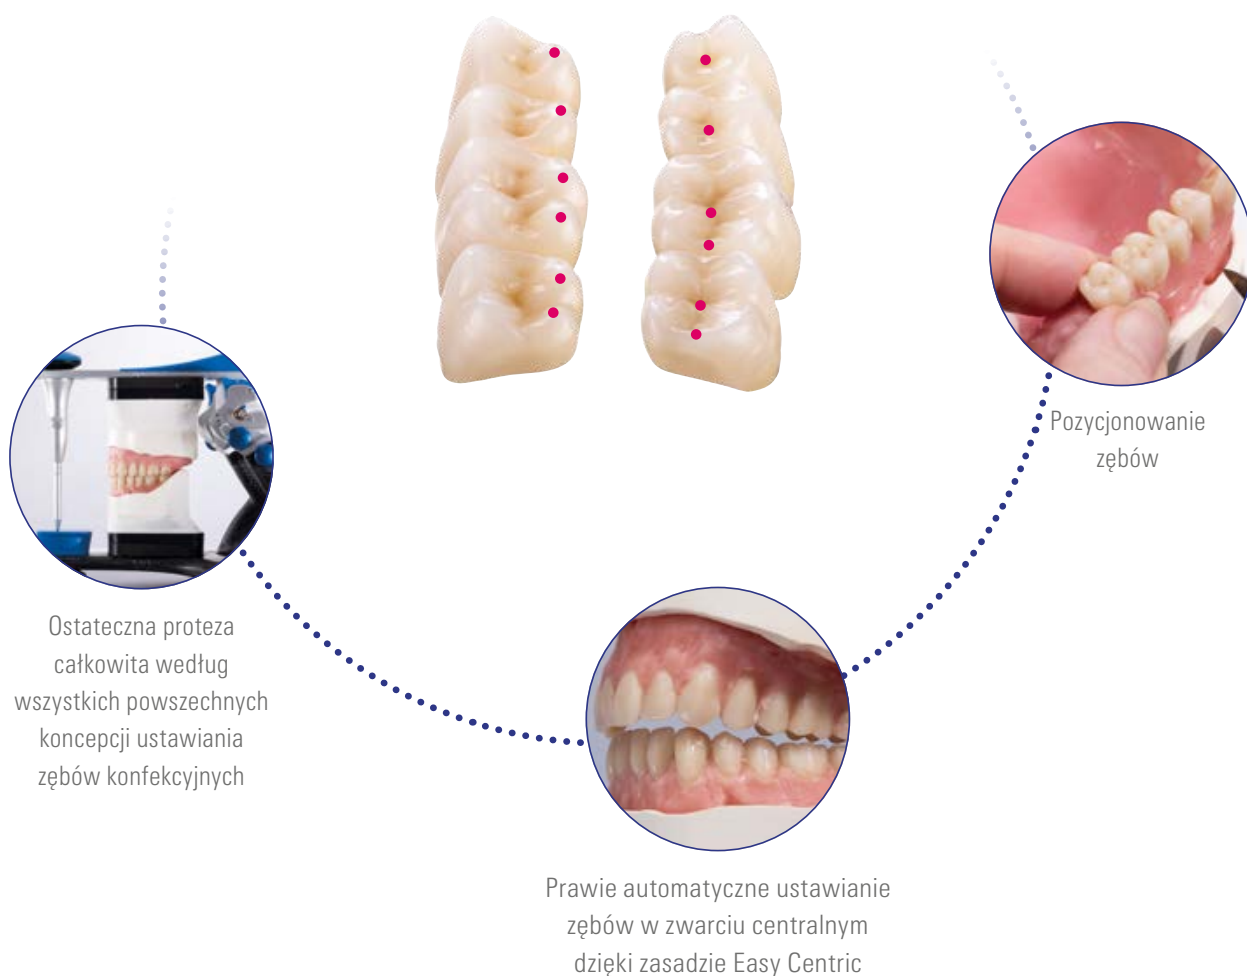 Pozycjonowanie
zębów
Ostateczna proteza
całkowita według
wszystkich powszechnych
koncepcji ustawiania
zębów konfekcyjnych
Prawie automatyczne ustawianie
zębów w zwarciu centralnym
dzięki zasadzie Easy Centric